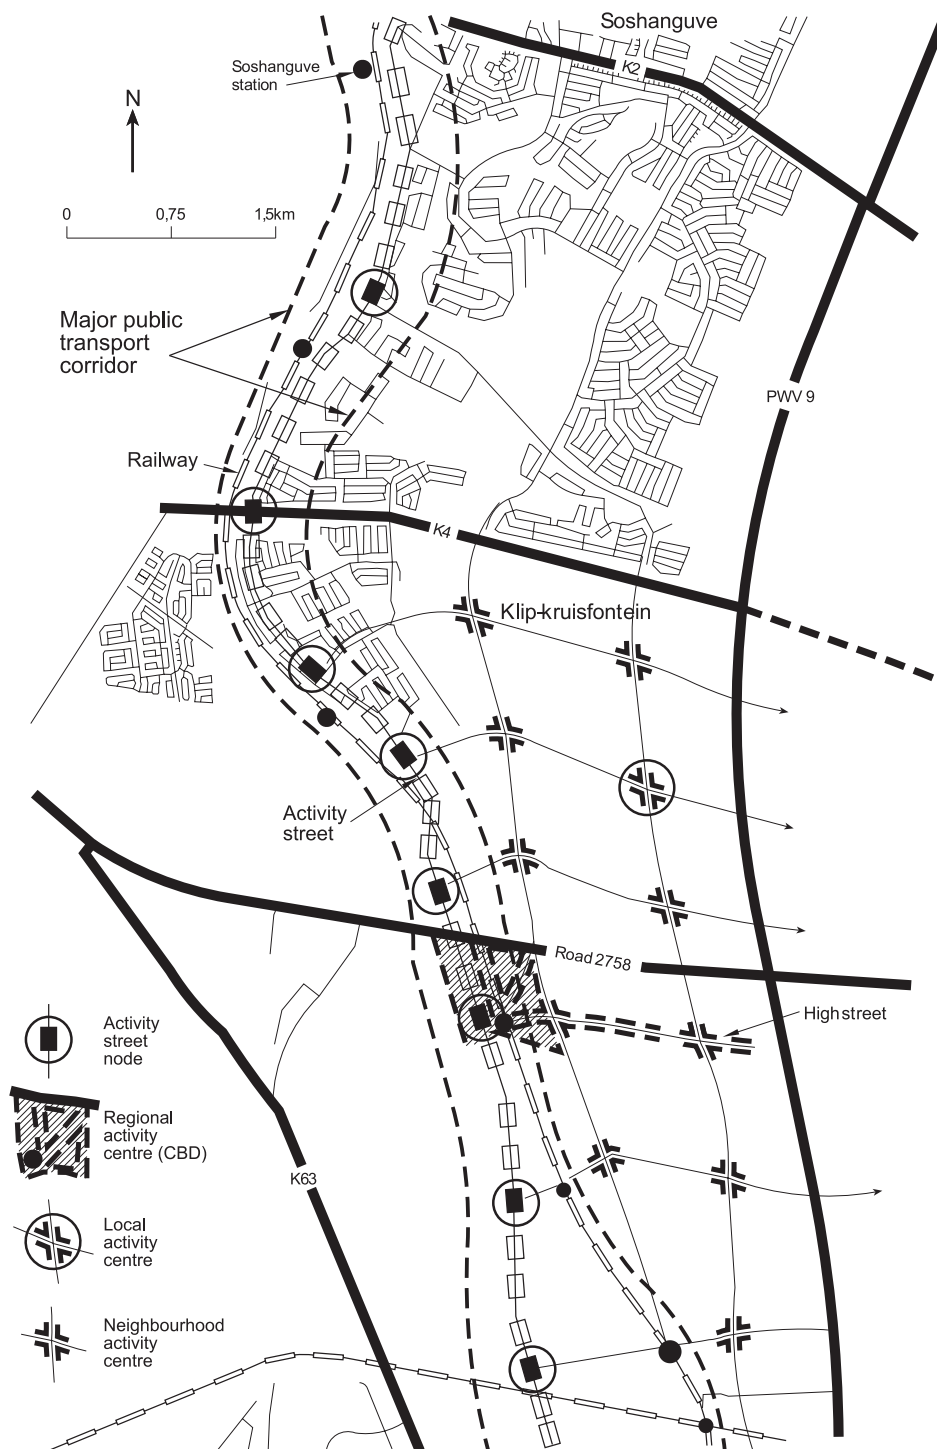 Soshanguve
K2
Soshanguve
station
N
0 0,75 1,5km
Major public
transport
corridor
PWV 9
Railway
K4
Klip-kruisfontein
Activity
street
Road 2758
High street
Activity
street
node
Regional
activity
centre (CBD)
K63
Local
activity
centre
Neighbourhood
activity
centre